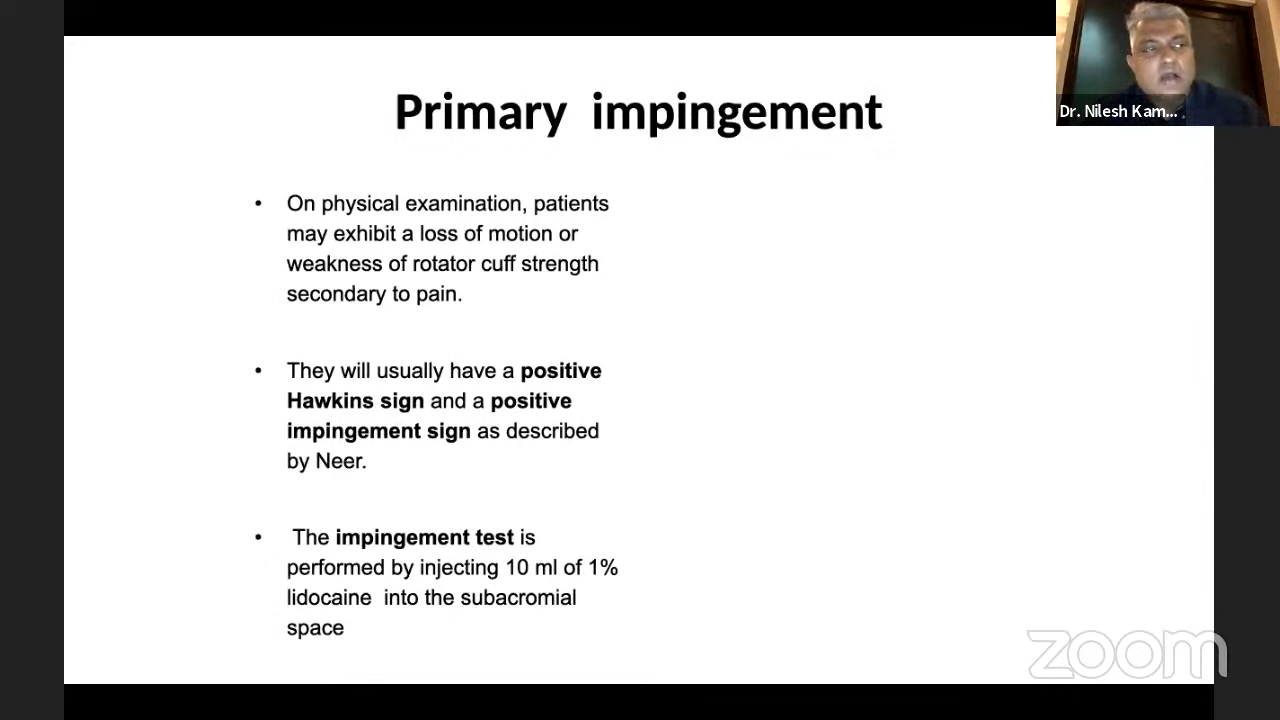 Primary impingement
Dr. Nilesh Kam...
• On physical examination, patients
may exhibit a loss of motion or
weakness of rotator cuff strength
secondary to pain.
• They will usually have a positive
Hawkins sign and a positive
impingement sign as described
by Neer.
• The impingement test is
performed by injecting 10 ml of 1%
lidocaine into the subacromial
space
zoom